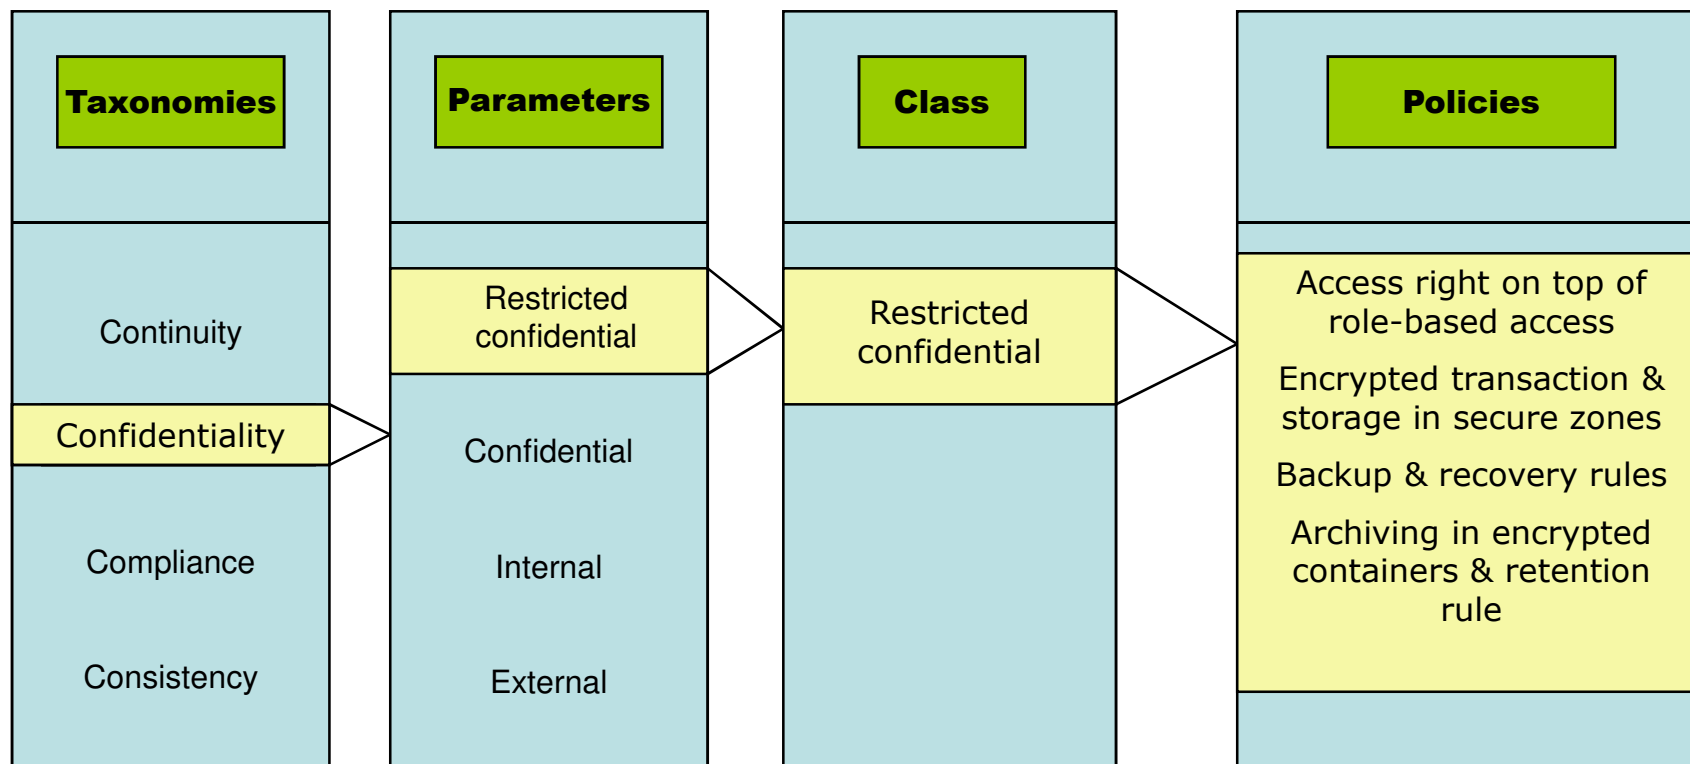 Taxonomies
Continuity
Confidentiality
Compliance
Consistency
Parameters
Restricted
confidential
Confidential
Internal
External
Class
Restricted
confidential
Policies
Access right on top of
role-based access
Encrypted transaction &
storage in secure zones
Backup & recovery rules
Archiving in encrypted
containers & retention
rule